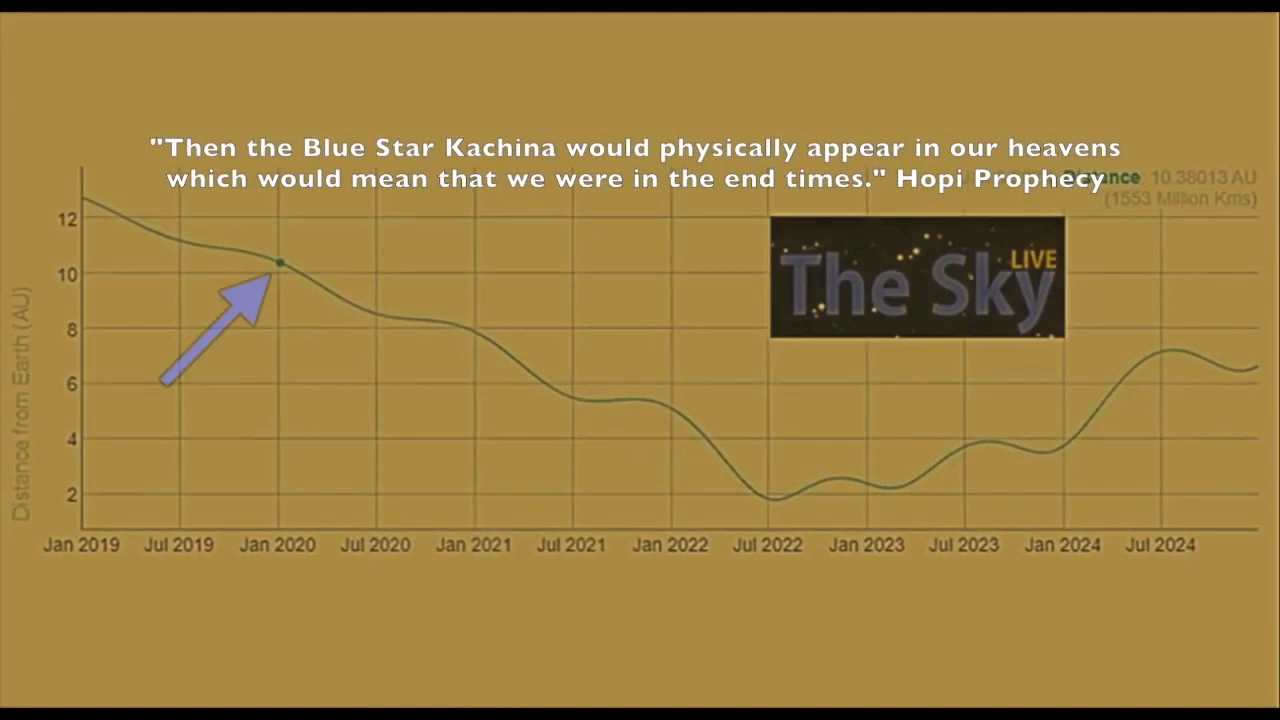 "Then the Blue Star Kachina would physically appear in our heavens
which would mean that we were in the end times." Hopi Prophecy
Distance 10.38013 AU
(1553 Million Kms)
The Sky LIVE
Distance from Earth (AU)
12
10
8
6
4
2
Jan 2019 Jul 2019 Jan 2020 Jul 2020 Jan 2021 Jul 2021 Jan 2022 Jul 2022 Jan 2023 Jul 2023 Jan 2024 Jul 2024